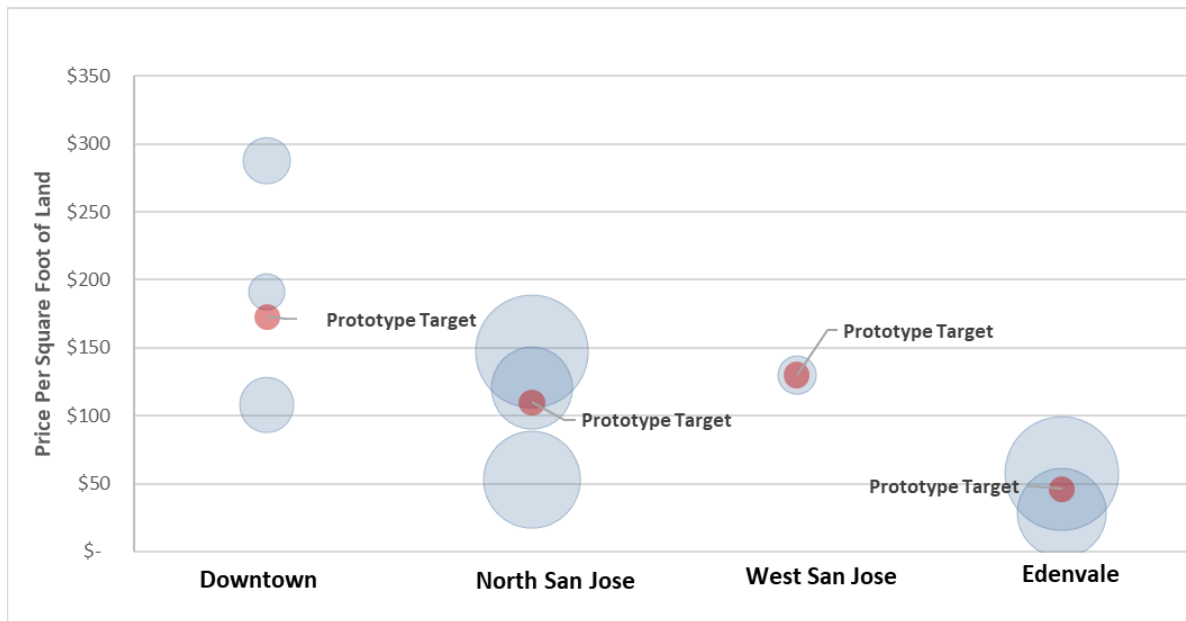 $350
$300
$250
$200
$150
$100
$50
$-
Price Per Square Foot of Land
Prototype Target
Prototype Target
Prototype Target
Prototype Target
Downtown
North San Jose
West San Jose
Edenvale